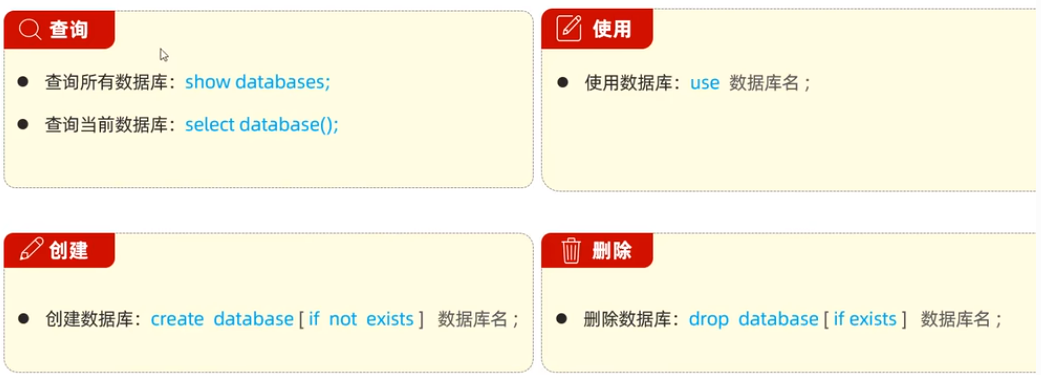 查询
查询所有数据库：show databases;
查询当前数据库：select database();
使用
使用数据库：use 数据库名 ;
创建
创建数据库：create database [ if not exists ] 数据库名 ;
删除
删除数据库：drop database [ if exists ] 数据库名 ;